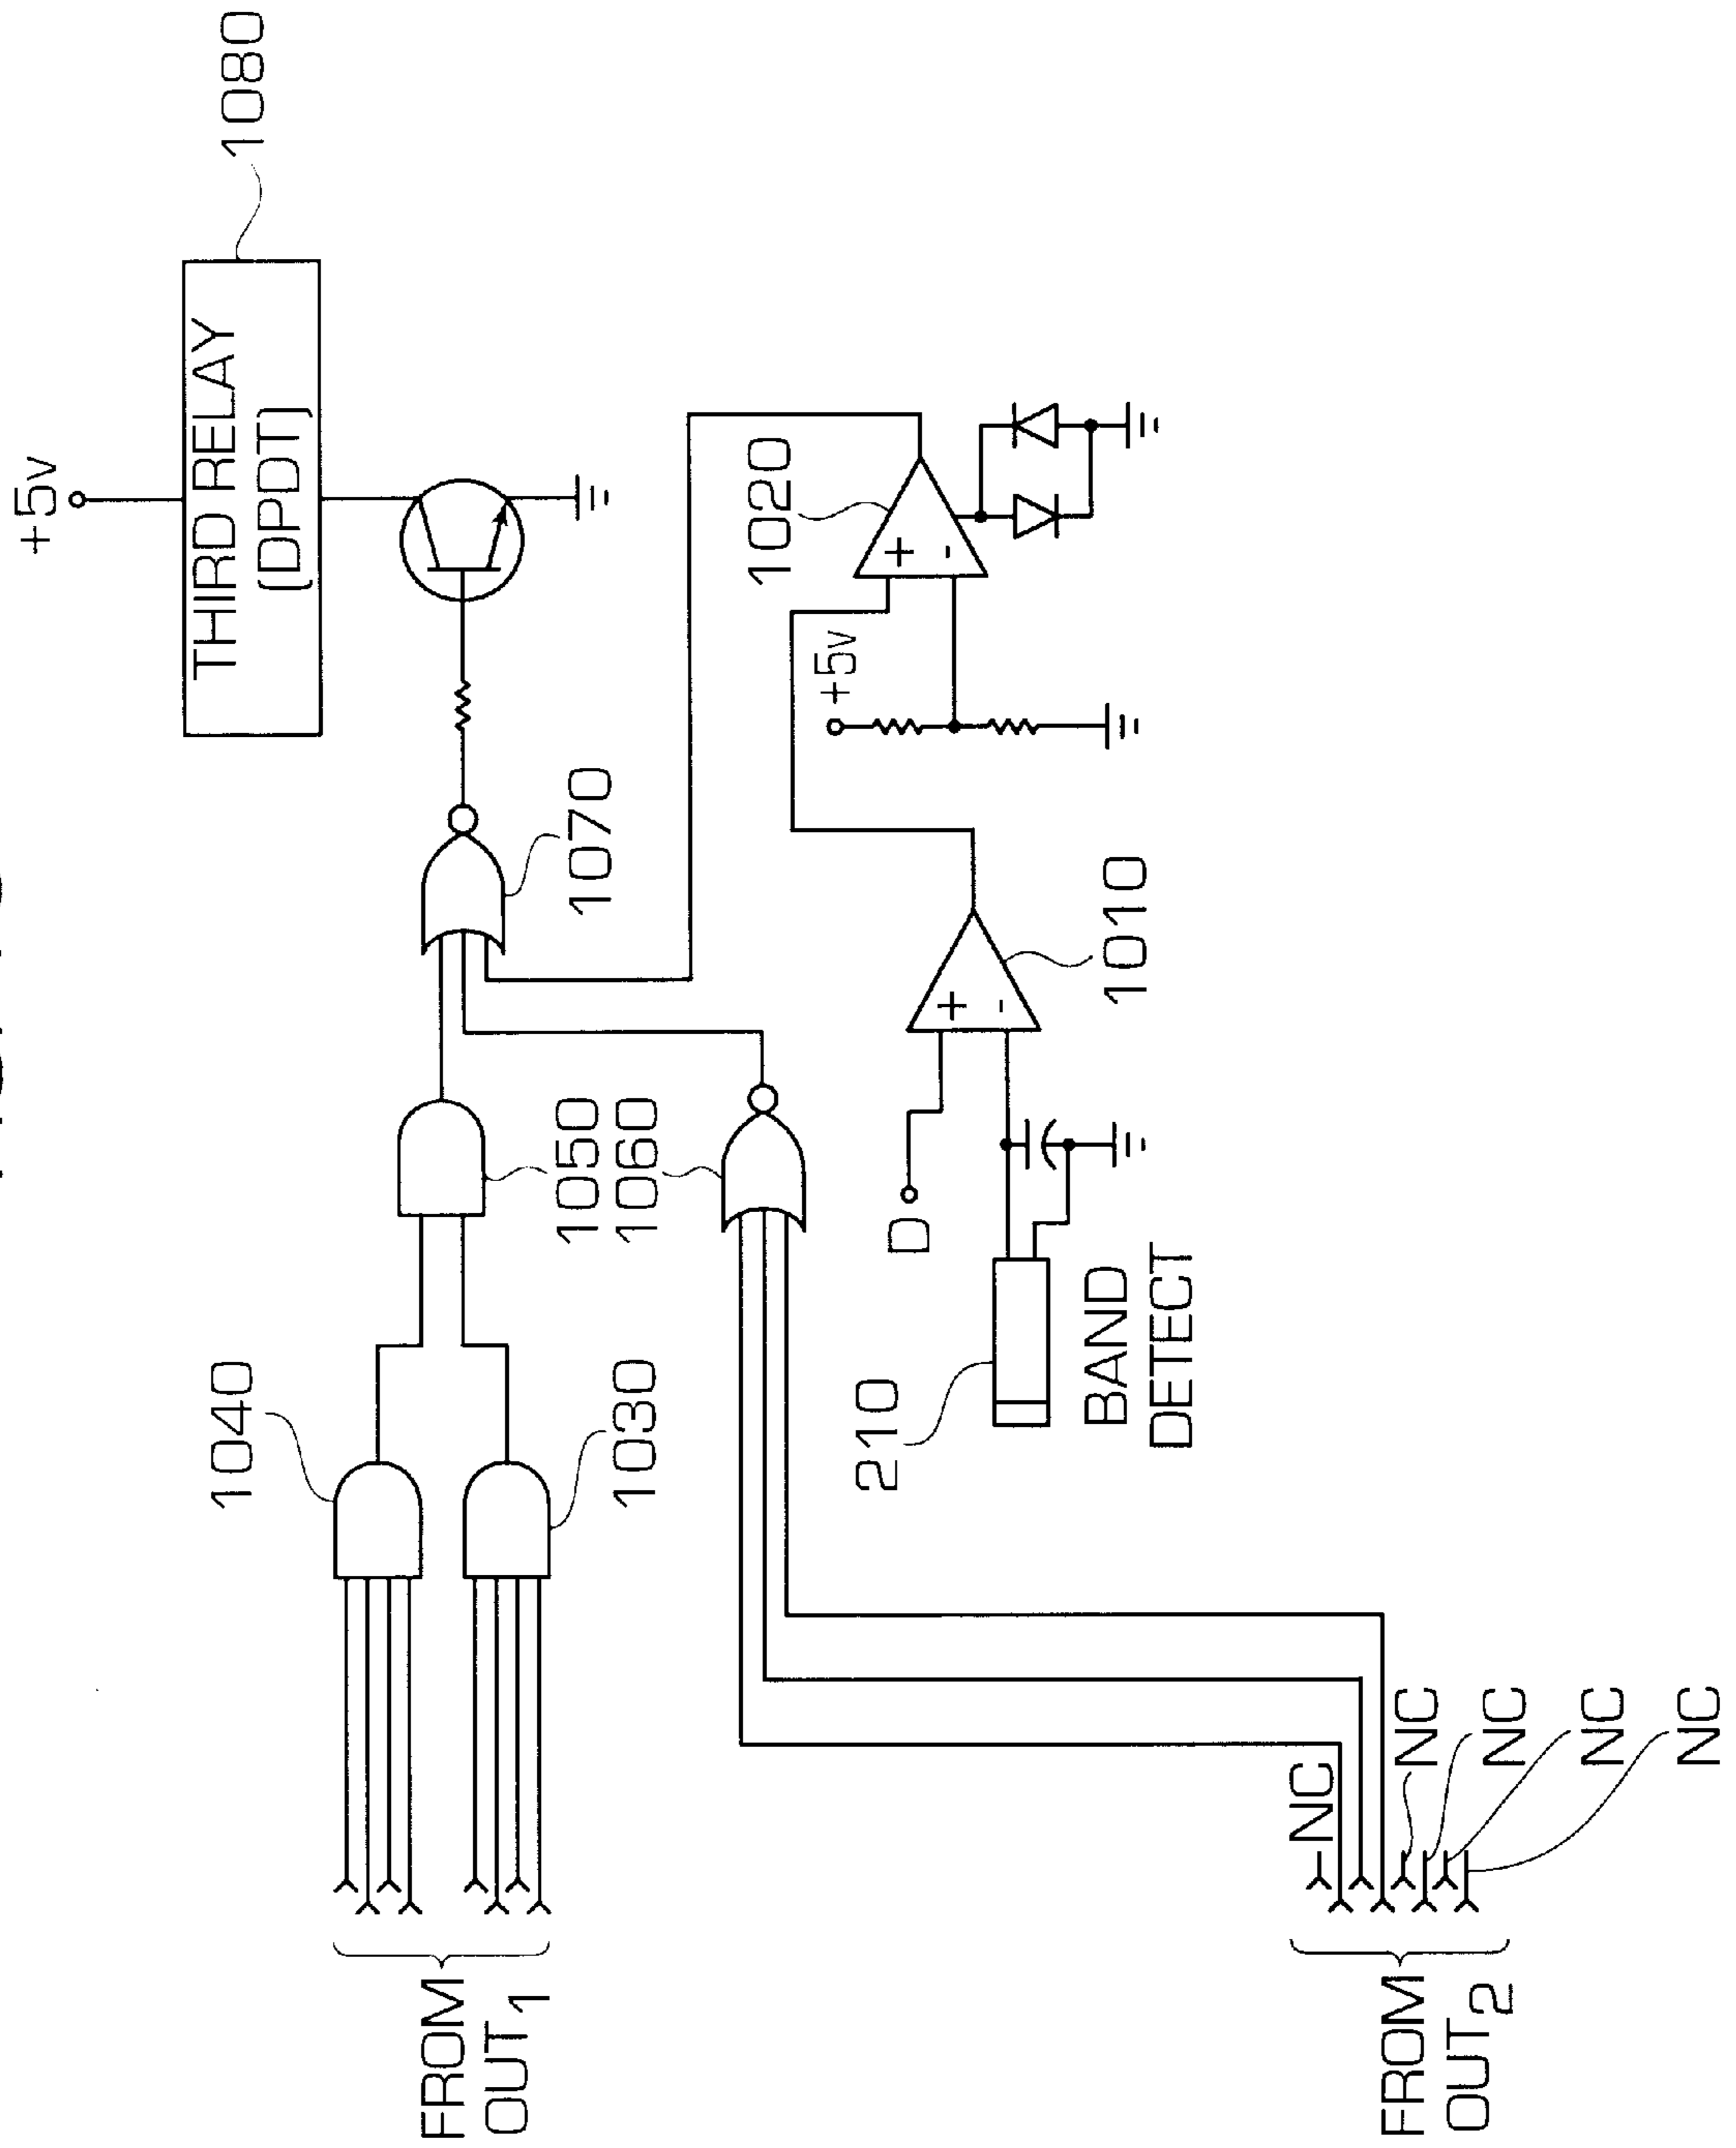 +5v
THIRD RELAY
(DPDT)
1080
1070
1040
1030
1050
1060
+5v
1020
+
-
D
+
-
1010
210
BAND
DETECT
FROM
OUT1
NC
NC
NC
NC
NC
FROM
OUT2